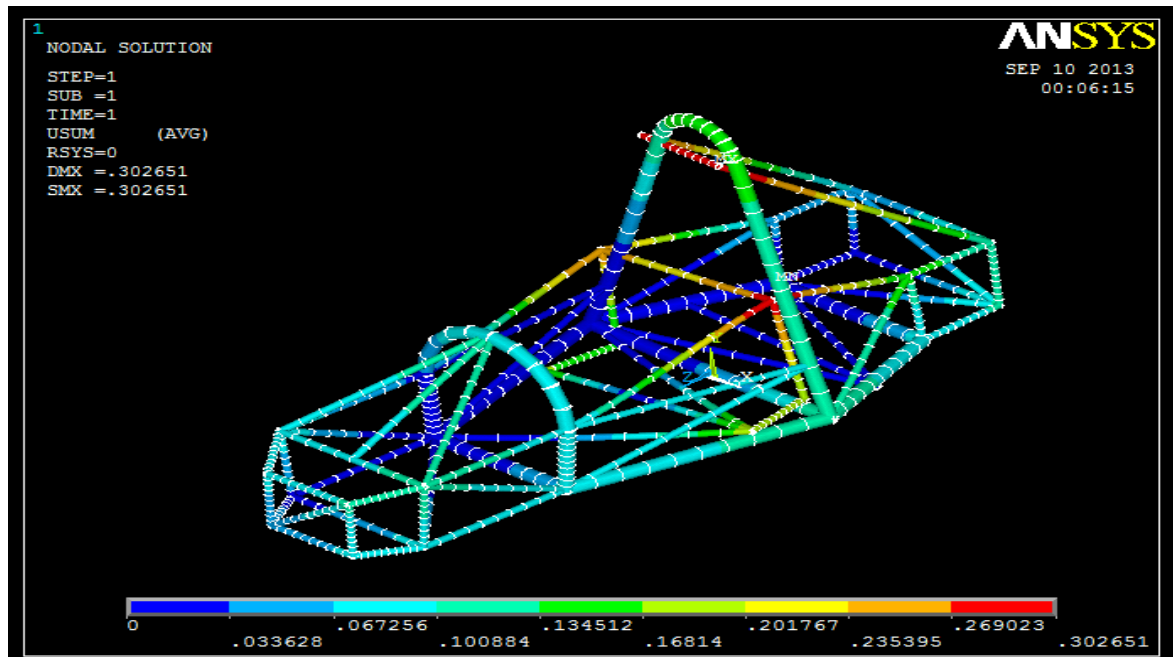 1
NODAL SOLUTION
STEP=1
SUB =1
TIME=1
USUM (AVG)
RSYS=0
DMX =.302651
SMX =.302651
ANSYS
SEP 10 2013
00:06:15
MX
MN
Y
Z X
0 .067256 .134512 .201767 .269023
.033628 .100884 .16814 .235395 .302651